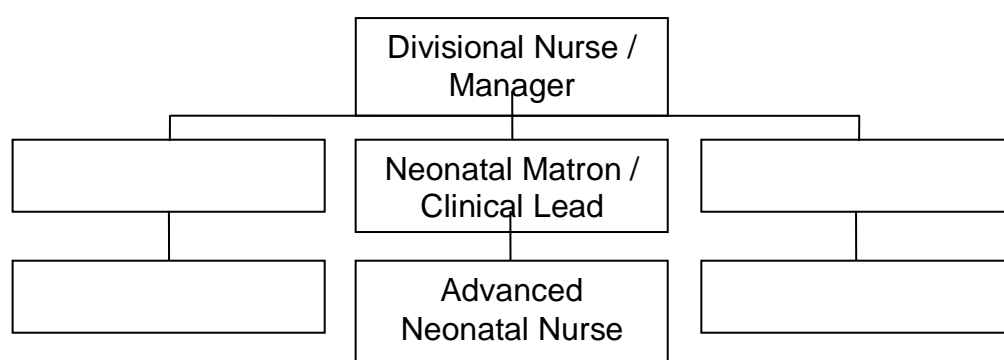 Divisional Nurse /
Manager
Neonatal Matron /
Clinical Lead
Advanced
Neonatal Nurse